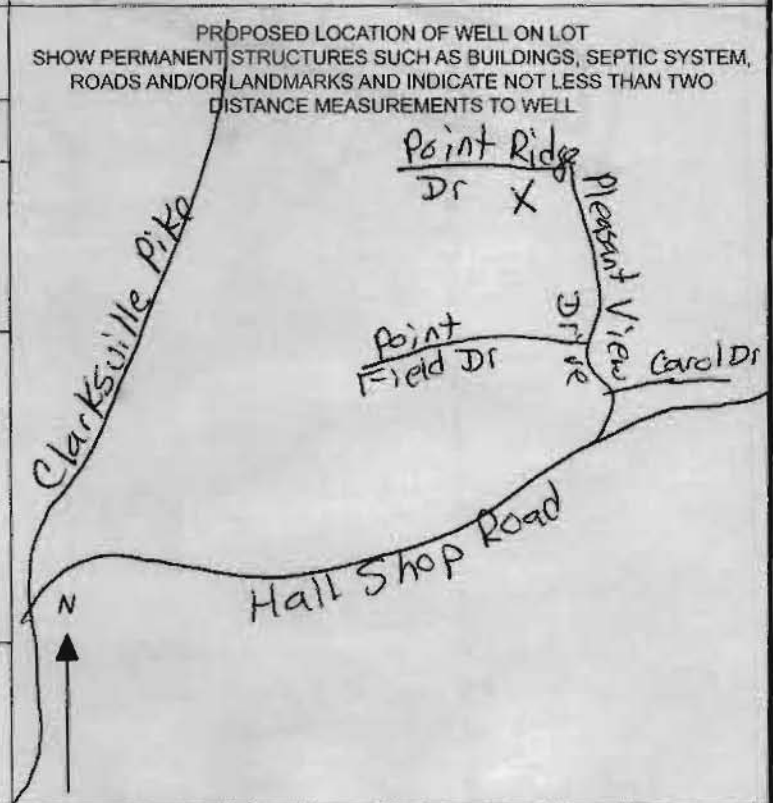 PROPOSED LOCATION OF WELL ON LOT
SHOW PERMANENT STRUCTURES SUCH AS BUILDINGS, SEPTIC SYSTEM,
ROADS AND/OR LANDMARKS AND INDICATE NOT LESS THAN TWO
DISTANCE MEASUREMENTS TO WELL
Point Ridge
Dr X
Pleasant View
Drive
Clarksville Pike
Point
Field Dr
Carol Dr
Hall Shop Road
N